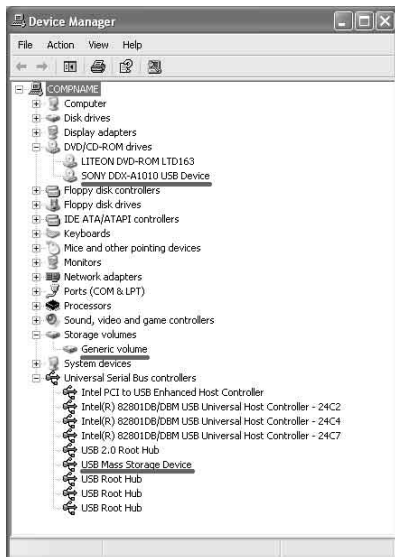 Device Manager
File Action View Help
COMPNAME
Computer
Disk drives
Display adapters
DVD/CD-ROM drives
LITEON DVD-ROM LTD163
SONY DDX-A1010 USB Device
Floppy disk controllers
Floppy disk drives
IDE ATA/ATAPI controllers
Keyboards
Mice and other pointing devices
Monitors
Network adapters
Ports (COM & LPT)
Processors
Sound, video and game controllers
Storage volumes
Generic volume
System devices
Universal Serial Bus controllers
Intel PCI to USB Enhanced Host Controller
Intel(R) 82801DB/DBM USB Universal Host Controller - 24C2
Intel(R) 82801DB/DBM USB Universal Host Controller - 24C4
Intel(R) 82801DB/DBM USB Universal Host Controller - 24C7
USB 2.0 Root Hub
USB Mass Storage Device
USB Root Hub
USB Root Hub
USB Root Hub